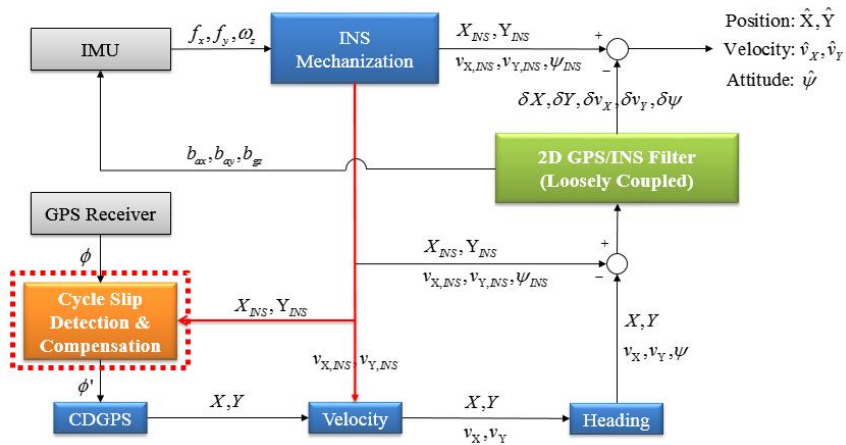 IMU
f_x, f_y, ω_z
INS
Mechanization
X_INS, Y_INS
v_X,INS, v_Y,INS, ψ_INS
+
−
Position: X̂, Ŷ
Velocity: v̂_X, v̂_Y
Attitude: ψ̂
δX, δY, δv_X, δv_Y, δψ
b_ax, b_ay, b_gz
2D GPS/INS Filter
(Loosely Coupled)
GPS Receiver
ϕ
X_INS, Y_INS
v_X,INS, v_Y,INS, ψ_INS
+
−
Cycle Slip
Detection &
Compensation
X_INS, Y_INS
X, Y
v_X, v_Y, ψ
v_X,INS, v_Y,INS
ϕ'
CDGPS
X, Y
Velocity
X, Y
v_X, v_Y
Heading